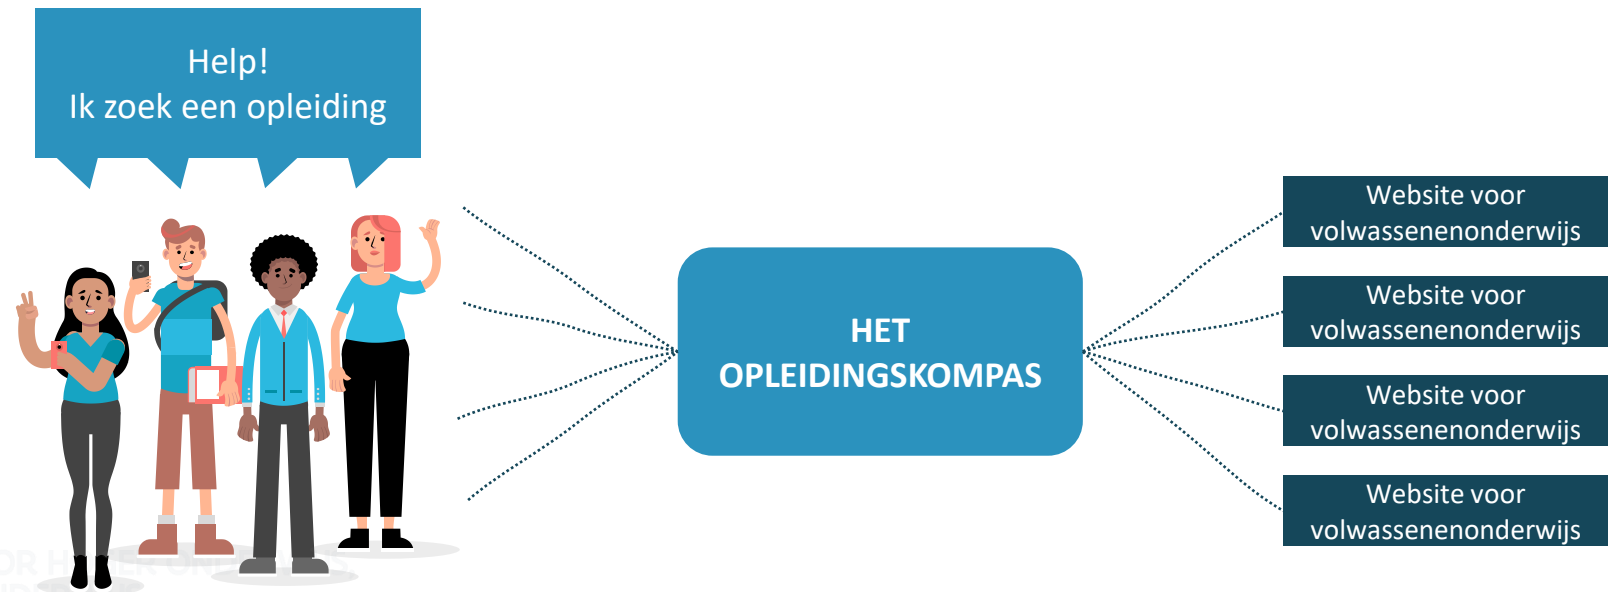 Help!
Ik zoek een opleiding
HET
OPLEIDINGSKOMPAS
Website voor
volwassenenonderwijs
Website voor
volwassenenonderwijs
Website voor
volwassenenonderwijs
Website voor
volwassenenonderwijs